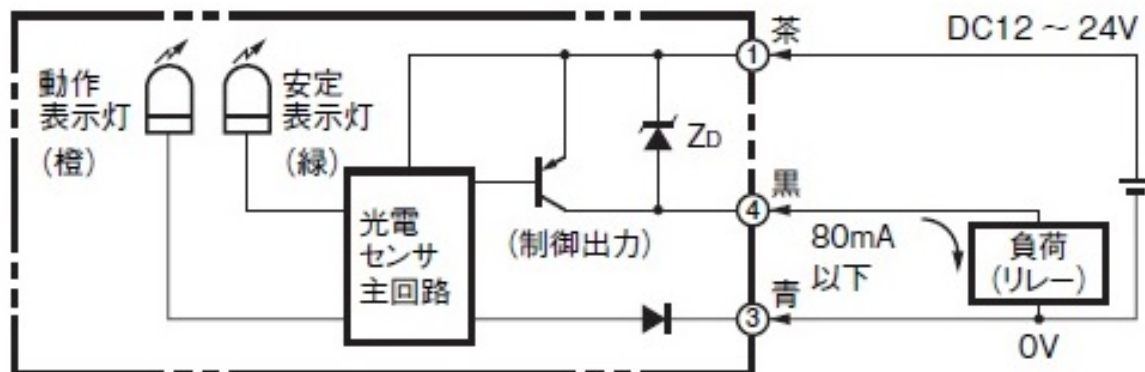 動作
表示灯
(橙)
安定
表示灯
(緑)
光電
センサ
主回路
(制御出力)
ZD
① 茶
DC12 ～ 24V
④ 黒
80mA
以下
負荷
(リレー)
③ 青
0V